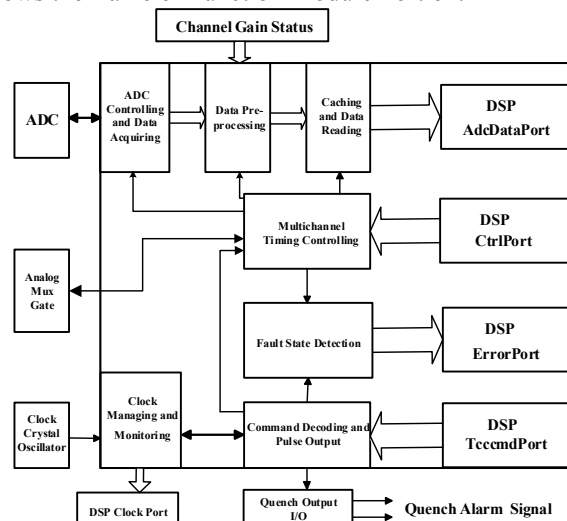 Channel Gain Status
ADC
ADC
Controlling
and Data
Acquiring
Data Pre-
processing
Caching
and Data
Reading
DSP
AdcDataPort
Multichannel
Timing Controlling
DSP
CtrlPort
Analog
Mux
Gate
Fault State Detection
DSP
ErrorPort
Clock
Crystal
Oscillator
Clock
Managing and
Monitoring
Command Decoding and
Pulse Output
DSP
TcccmdPort
DSP Clock Port
Quench Output
I/O
Quench Alarm Signal